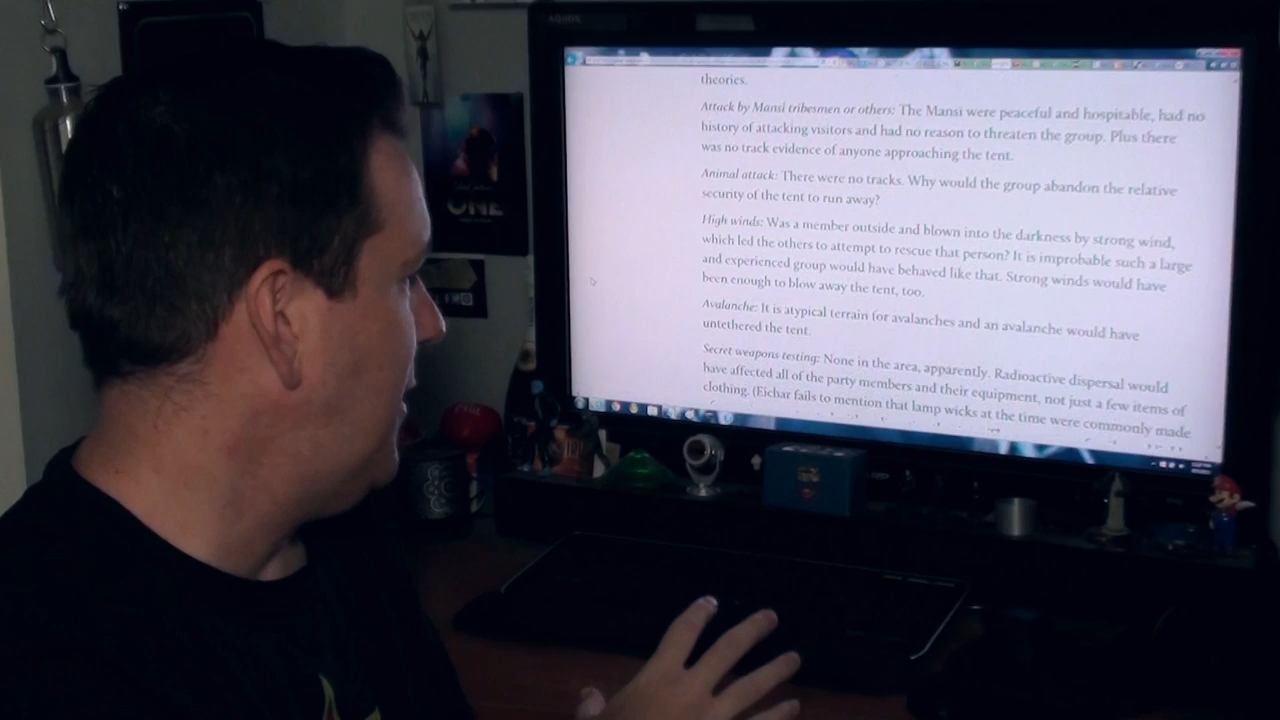 AQUOS
theories.
Attack by Mansi tribesmen or others: The Mansi were peaceful and hospitable, had no
history of attacking visitors and had no reason to threaten the group. Plus there
was no track evidence of anyone approaching the tent.
Animal attack: There were no tracks. Why would the group abandon the relative
security of the tent to run away?
High winds: Was a member outside and blown into the darkness by strong wind,
which led the others to attempt to rescue that person? It is improbable such a large
and experienced group would have behaved like that. Strong winds would have
been enough to blow away the tent, too.
Avalanche: It is atypical terrain for avalanches and an avalanche would have
untethered the tent.
Secret weapons testing: None in the area, apparently. Radioactive dispersal would
have affected all of the party members and their equipment, not just a few items of
clothing. (Eichar fails to mention that lamp wicks at the time were commonly made
ONE